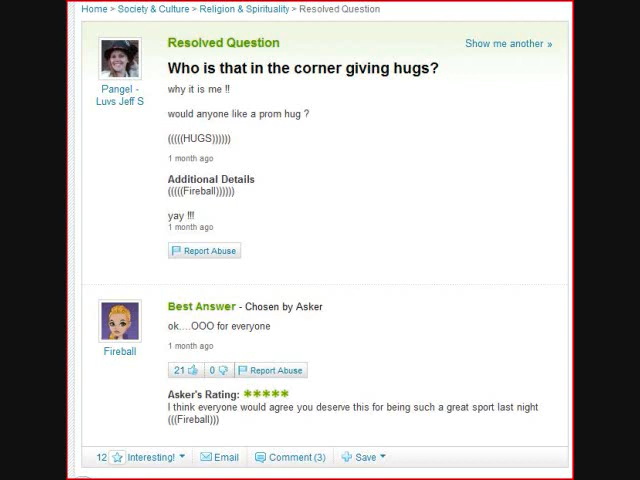 Home > Society & Culture > Religion & Spirituality > Resolved Question
Resolved Question
Show me another »
Who is that in the corner giving hugs?
Pangel -
Luvs Jeff S
why it is me !!
would anyone like a prom hug ?
(((((HUGS))))))
1 month ago
Additional Details
(((((Fireball))))))
yay !!!
1 month ago
Report Abuse
Best Answer - Chosen by Asker
Fireball
ok....OOO for everyone
1 month ago
21 0 Report Abuse
Asker's Rating: *****
I think everyone would agree you deserve this for being such a great sport last night
(((Fireball)))
12 Interesting! Email Comment (3) Save